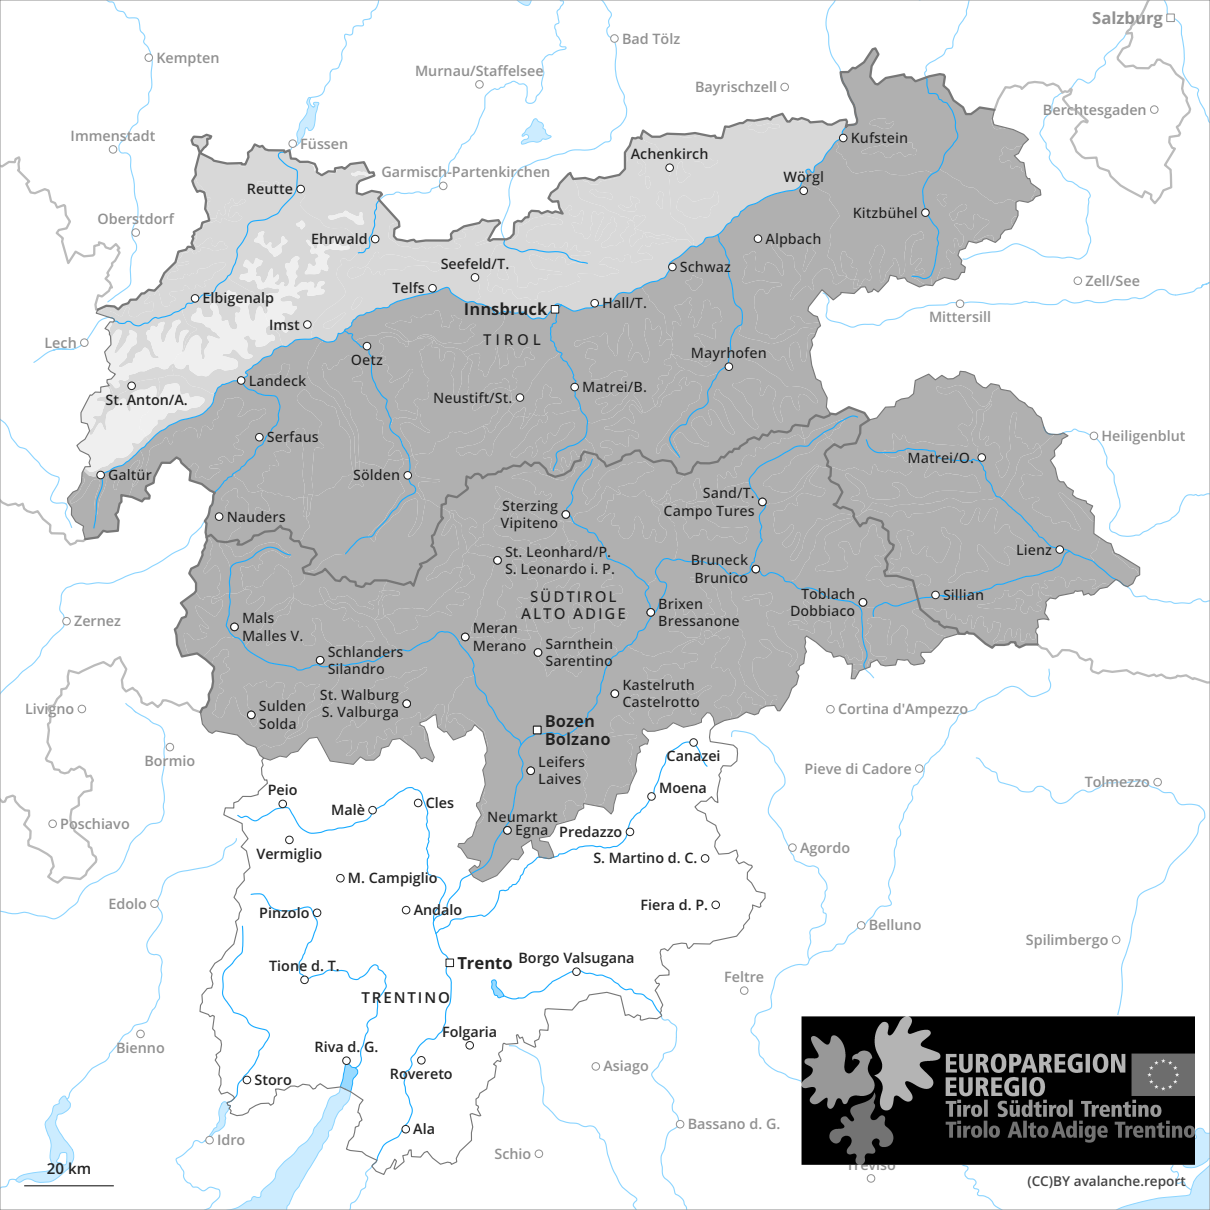 Salzburg
Kempten
Bad Tölz
Murnau/Staffelsee
Bayrischzell
Berchtesgaden
Immenstadt
Füssen
Kufstein
Achenkirch
Garmisch-Partenkirchen
Wörgl
Reutte
Oberstdorf
Kitzbühel
Ehrwald
Alpbach
Seefeld/T.
Schwaz
Zell/See
Telfs
Elbigenalp
Hall/T.
Innsbruck
Mittersill
Imst
TIROL
Lech
Mayrhofen
Oetz
Landeck
Matrei/B.
St. Anton/A.
Neustift/St.
Serfaus
Heiligenblut
Matrei/O.
Galtür
Sölden
Sand/T.
Campo Tures
Sterzing
Vipiteno
Nauders
Lienz
St. Leonhard/P.
S. Leonardo i. P.
Bruneck
Brunico
SÜDTIROL
ALTO ADIGE
Toblach
Dobbiaco
Sillian
Brixen
Bressanone
Zernez
Mals
Malles V.
Meran
Merano
Sarnthein
Sarentino
Schlanders
Silandro
Kastelruth
Castelrotto
St. Walburg
S. Valburga
Sulden
Solda
Livigno
Cortina d'Ampezzo
Bozen
Bolzano
Canazei
Bormio
Leifers
Laives
Pieve di Cadore
Tolmezzo
Peio
Moena
Malè
Cles
Neumarkt
Egna
Poschiavo
Predazzo
Vermiglio
S. Martino d. C.
Agordo
M. Campiglio
Edolo
Pinzolo
Andalo
Fiera d. P.
Belluno
Spilimbergo
Trento
Borgo Valsugana
Tione d. T.
Feltre
TRENTINO
Folgaria
Bienno
Riva d. G.
Rovereto
Asiago
Storo
EUROPAREGION
EUREGIO
Tirol Südtirol Trentino
Tirolo Alto Adige Trentino
Ala
Bassano d. G.
Idro
Schio
Treviso
20 km
(CC)BY avalanche.report